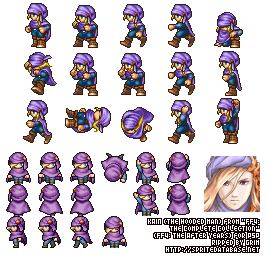 KAIN (THE HOODED MAN) FROM "FF4:
THE COMPLETE COLLECTION"
(FF4: THE AFTER YEARS) FOR PSP
RIPPED BY GRIM
HTTP://SPRITEDATABASE.NET